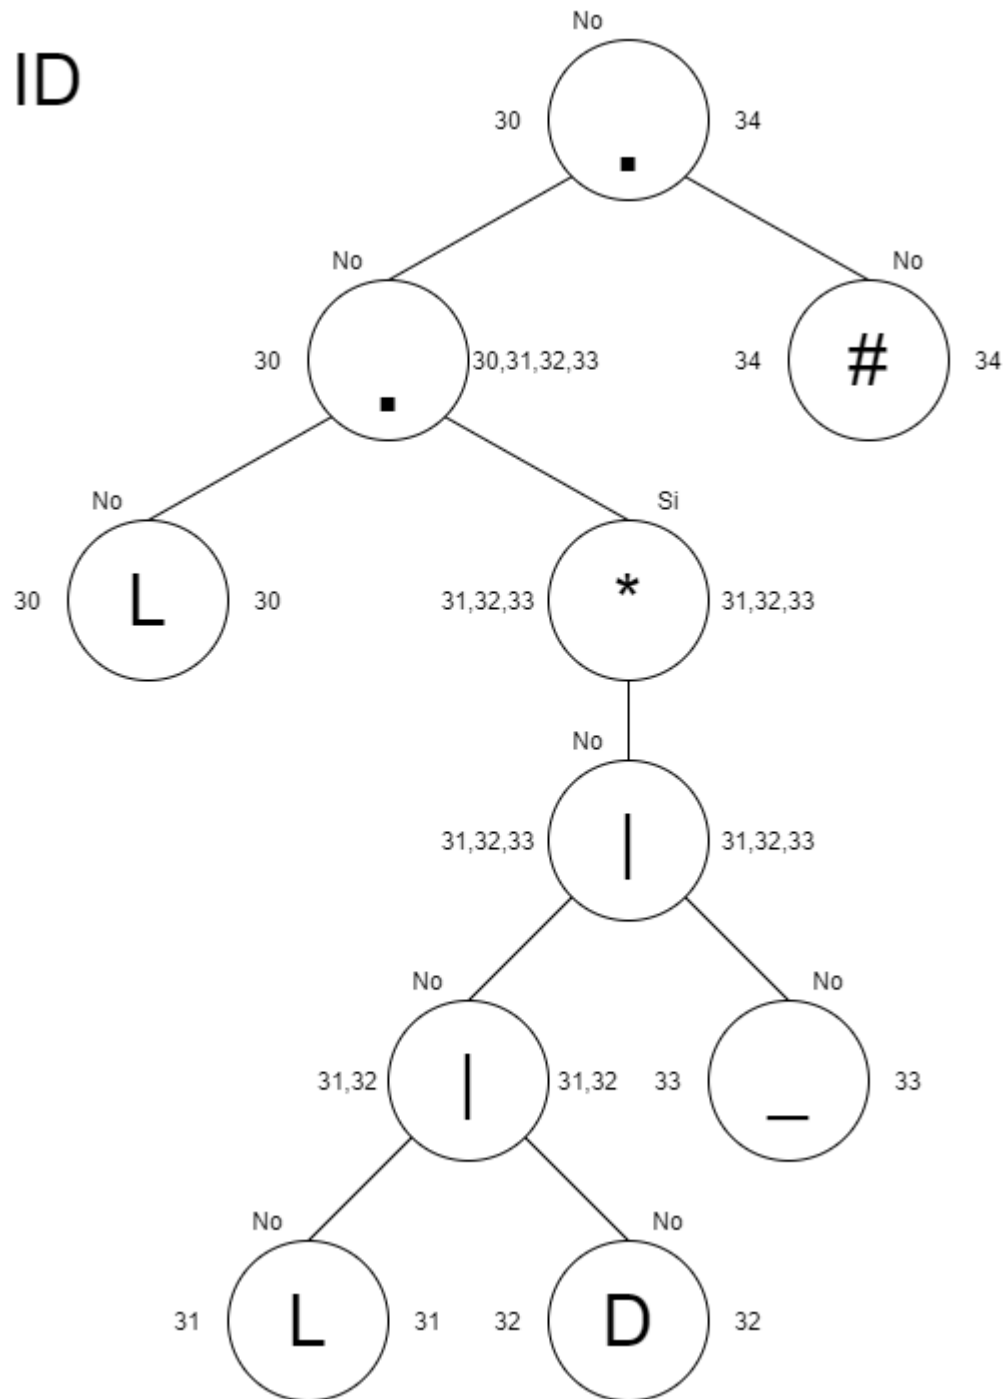 No
ID
30 . 34
No No
30 . 30,31,32,33 34 # 34
No Si
30 L 30 31,32,33 * 31,32,33
No
31,32,33 | 31,32,33
No No
31,32 | 31,32 33 _ 33
No No
31 L 31 32 D 32